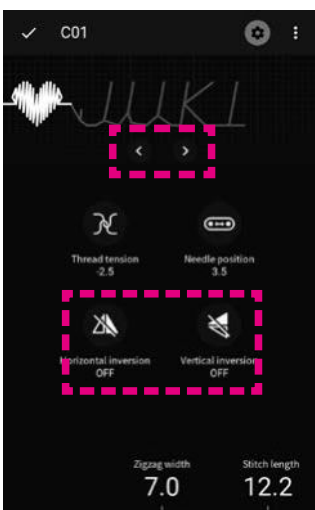 C01
JUKI
Thread tension
-2.5
Needle position
3.5
Horizontal inversion
OFF
Vertical inversion
OFF
Zigzag width
7.0
Stitch length
12.2